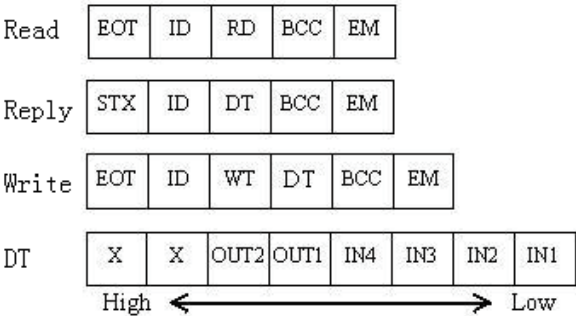 Read EOT ID RD BCC EM
Reply STX ID DT BCC EM
Write EOT ID WT DT BCC EM
DT X X OUT2 OUT1 IN4 IN3 IN2 IN1
High Low